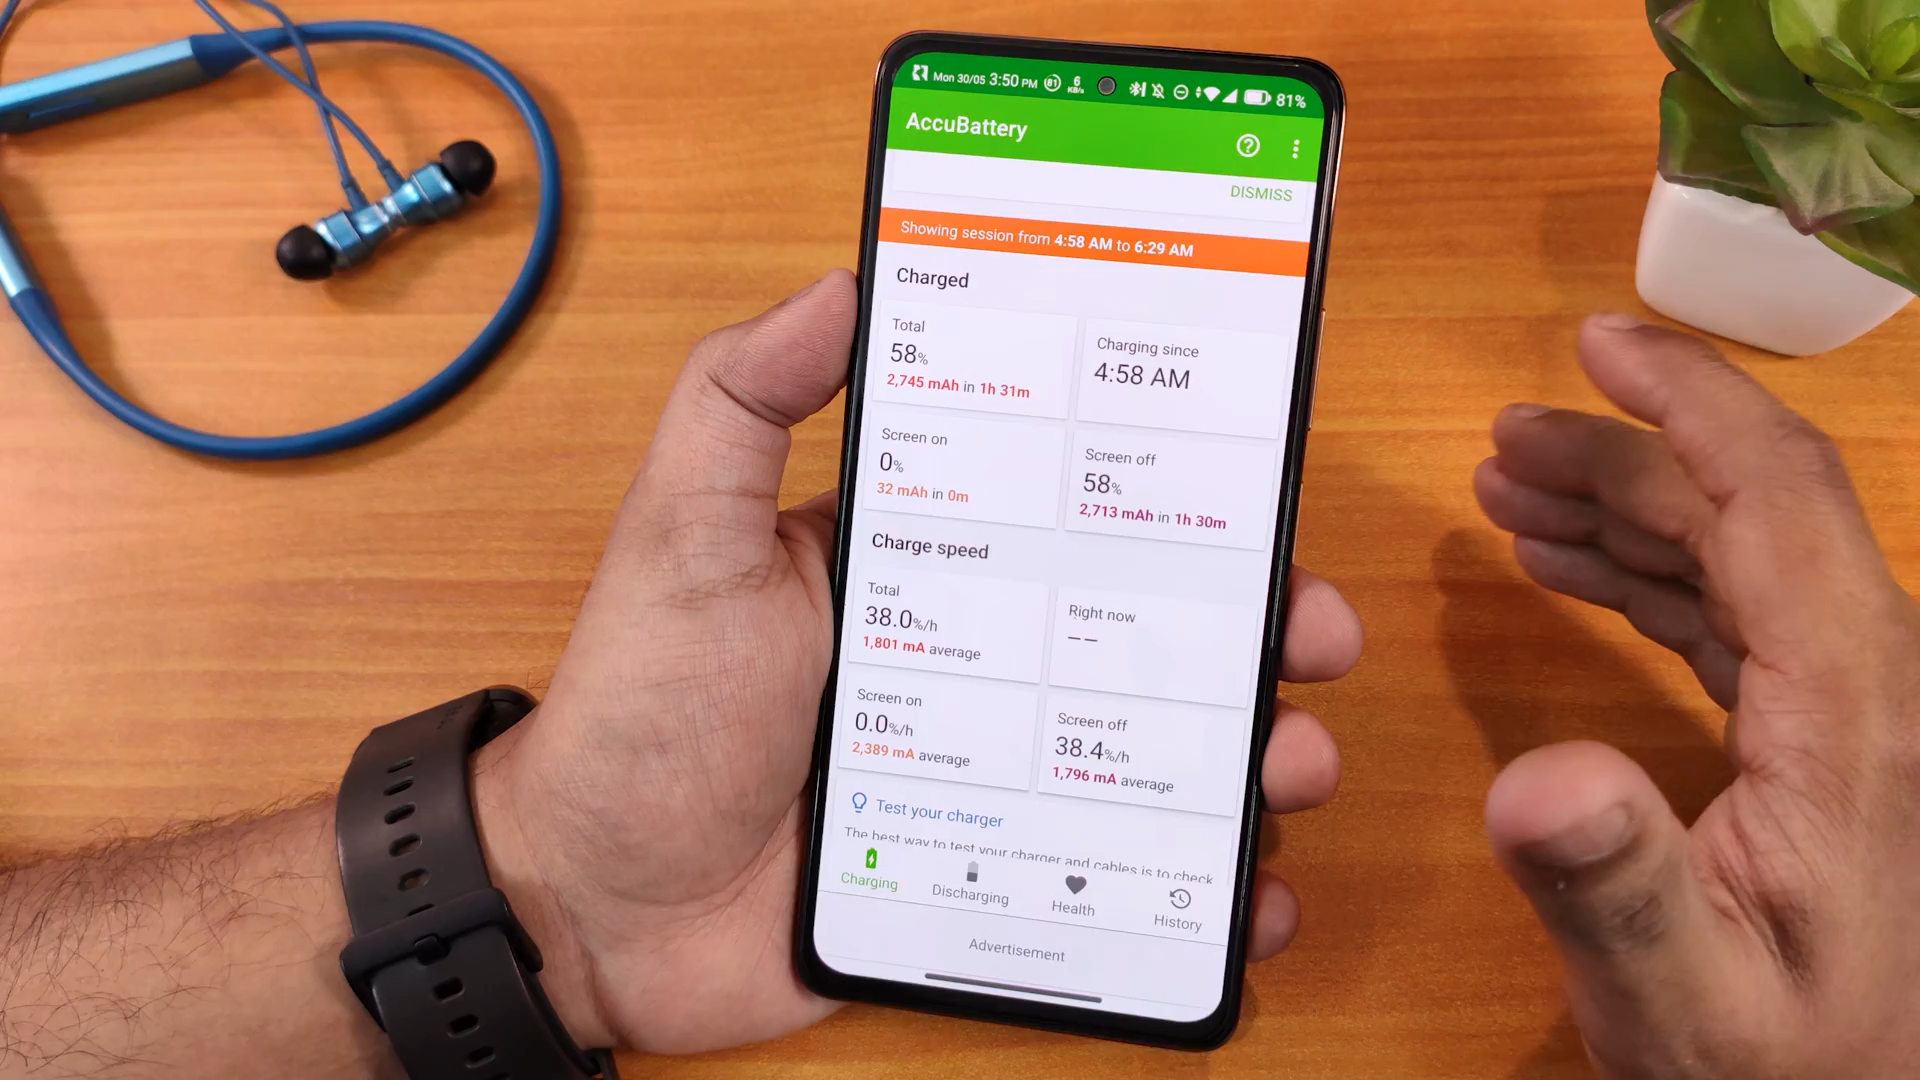 Mon 30/05 3:50 PM 81 6 KB/s 81%
AccuBattery
DISMISS
Showing session from 4:58 AM to 6:29 AM
Charged
Total
58%
2,745 mAh in 1h 31m
Charging since
4:58 AM
Screen on
0%
32 mAh in 0m
Screen off
58%
2,713 mAh in 1h 30m
Charge speed
Total
38.0%/h
1,801 mA average
Right now
--
Screen on
0.0%/h
2,389 mA average
Screen off
38.4%/h
1,796 mA average
Test your charger
The best way to test your charger and cables is to check
Charging
Discharging
Health
History
Advertisement